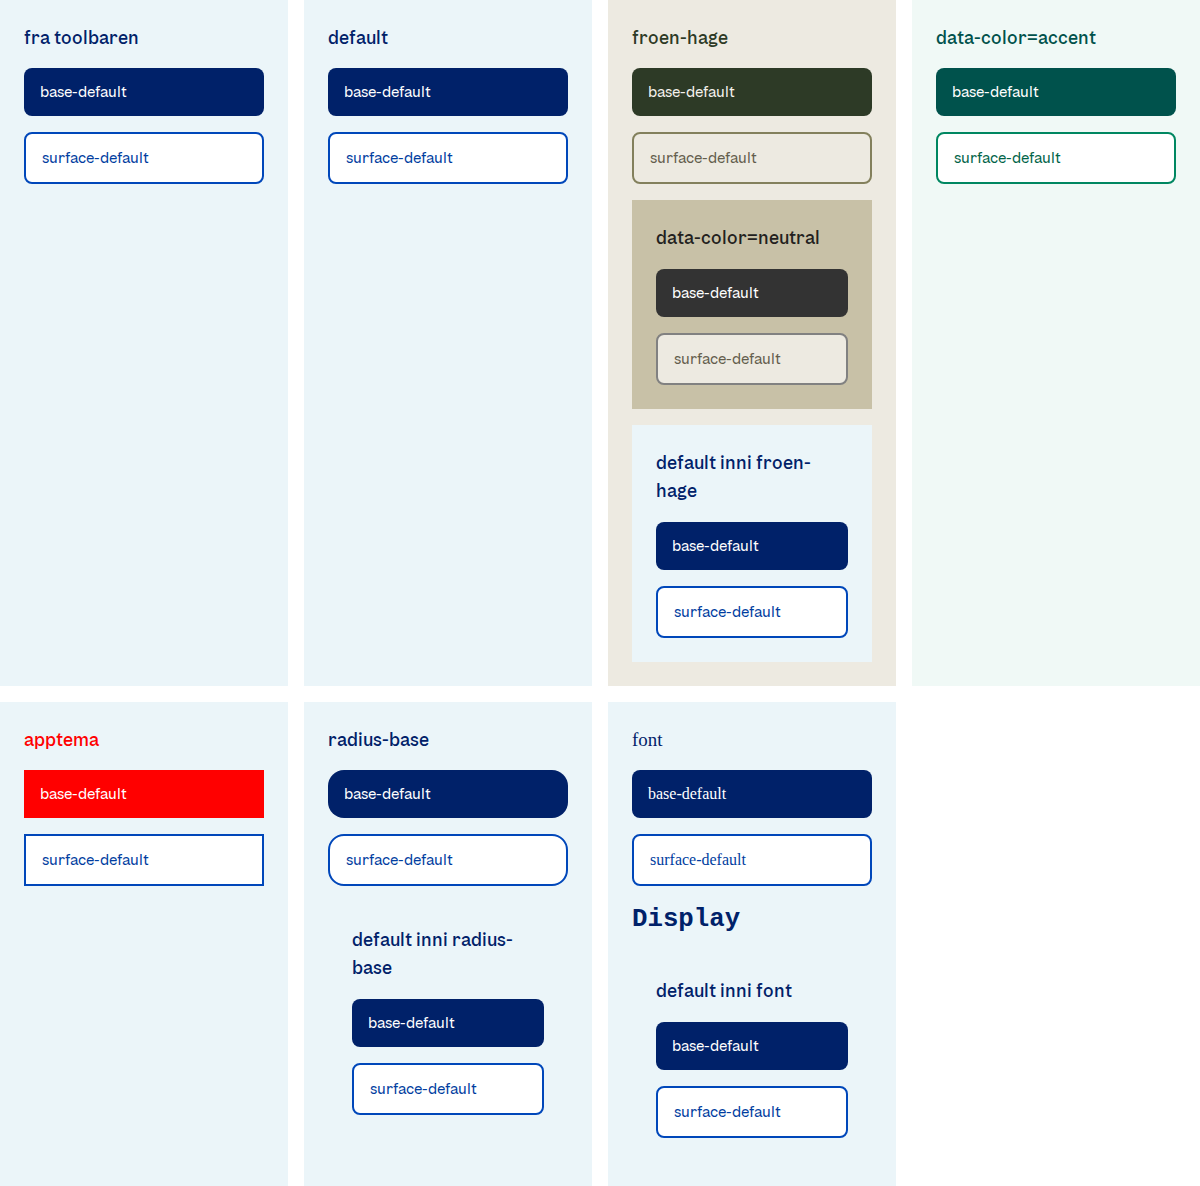 fra toolbaren
base-default
surface-default
default
base-default
surface-default
froen-hage
base-default
surface-default
data-color=neutral
base-default
surface-default
default inni froen-
hage
base-default
surface-default
data-color=accent
base-default
surface-default
apptema
base-default
surface-default
radius-base
base-default
surface-default
default inni radius-
base
base-default
surface-default
font
base-default
surface-default
Display
default inni font
base-default
surface-default